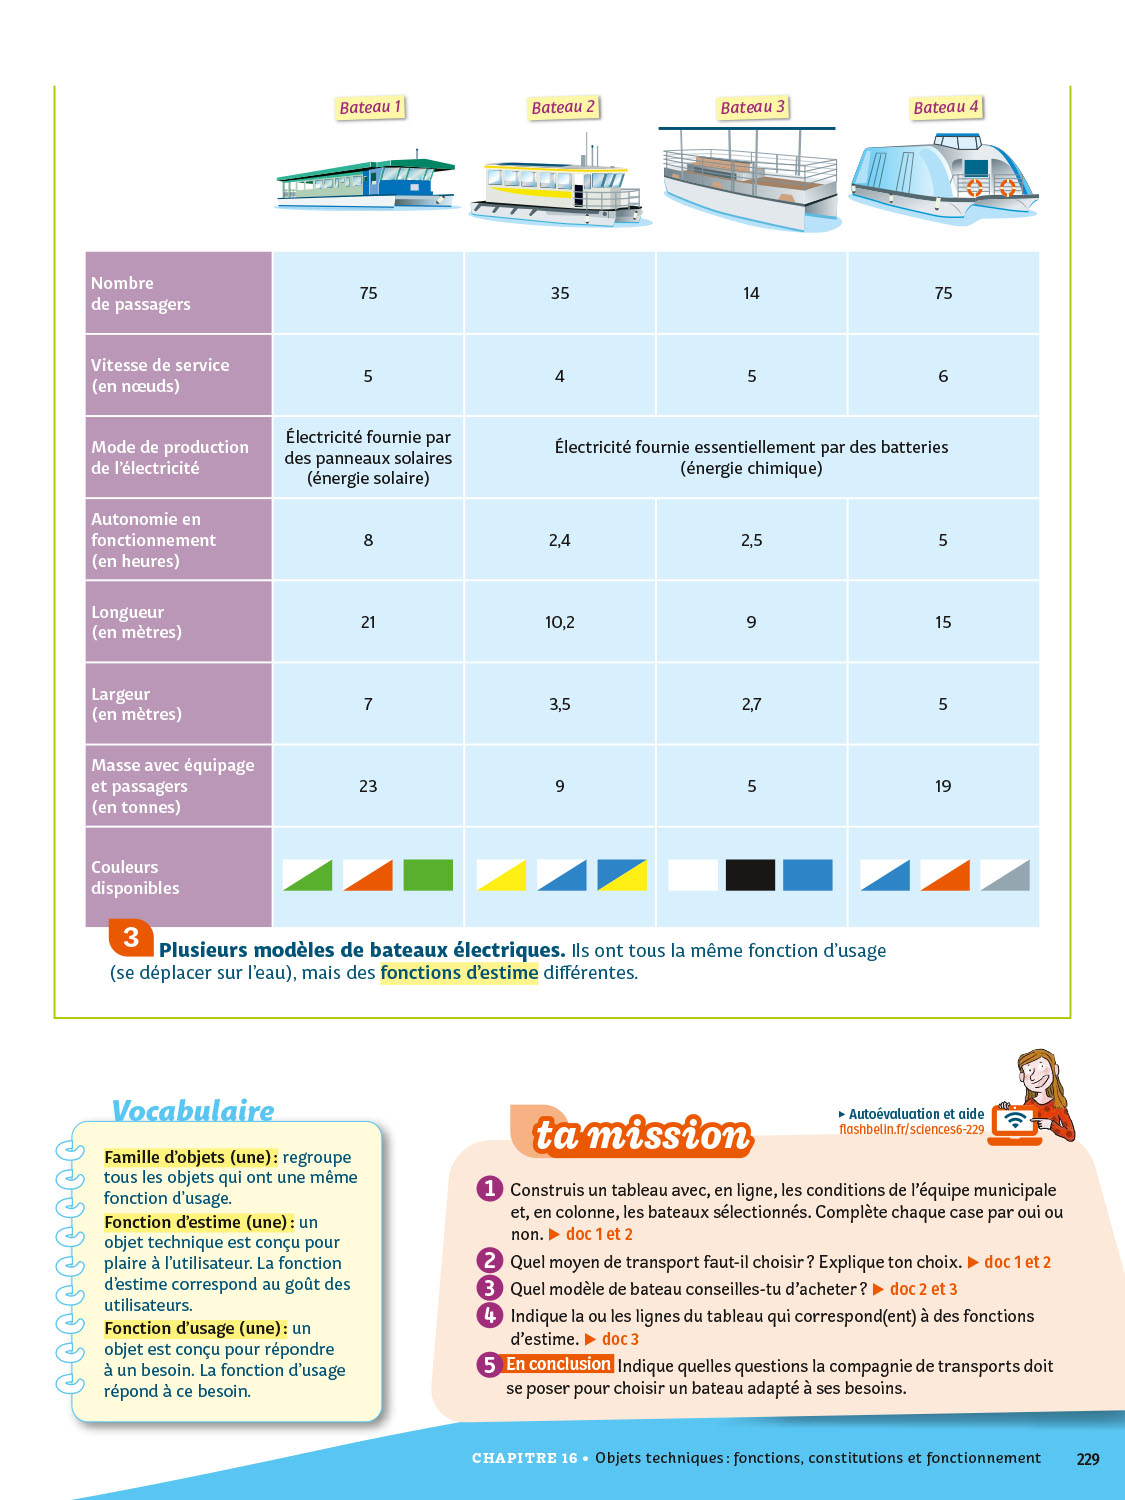 Bateau 1
Bateau 2
Bateau 3
Bateau 4
Nombre
de passagers
75
35
14
75
Vitesse de service
(en nœuds)
5
4
5
6
Mode de production
de l’électricité
Électricité fournie par
des panneaux solaires
(énergie solaire)
Électricité fournie essentiellement par des batteries
(énergie chimique)
Autonomie en
fonctionnement
(en heures)
8
2,4
2,5
5
Longueur
(en mètres)
21
10,2
9
15
Largeur
(en mètres)
7
3,5
2,7
5
Masse avec équipage
et passagers
(en tonnes)
23
9
5
19
Couleurs
disponibles
3 Plusieurs modèles de bateaux électriques. Ils ont tous la même fonction d’usage
(se déplacer sur l’eau), mais des fonctions d’estime différentes.
Vocabulaire
Famille d’objets (une) : regroupe
tous les objets qui ont une même
fonction d’usage.
Fonction d’estime (une) : un
objet technique est conçu pour
plaire à l’utilisateur. La fonction
d’estime correspond au goût des
utilisateurs.
Fonction d’usage (une) : un
objet est conçu pour répondre
à un besoin. La fonction d’usage
répond à ce besoin.
ta mission
▸ Autoévaluation et aide
flashbelin.fr/sciences6-229
1 Construis un tableau avec, en ligne, les conditions de l’équipe municipale
et, en colonne, les bateaux sélectionnés. Complète chaque case par oui ou
non. ▶ doc 1 et 2
2 Quel moyen de transport faut-il choisir ? Explique ton choix. ▶ doc 1 et 2
3 Quel modèle de bateau conseilles-tu d’acheter ? ▶ doc 2 et 3
4 Indique la ou les lignes du tableau qui correspond(ent) à des fonctions
d’estime. ▶ doc 3
5 En conclusion Indique quelles questions la compagnie de transports doit
se poser pour choisir un bateau adapté à ses besoins.
CHAPITRE 16 • Objets techniques : fonctions, constitutions et fonctionnement 229